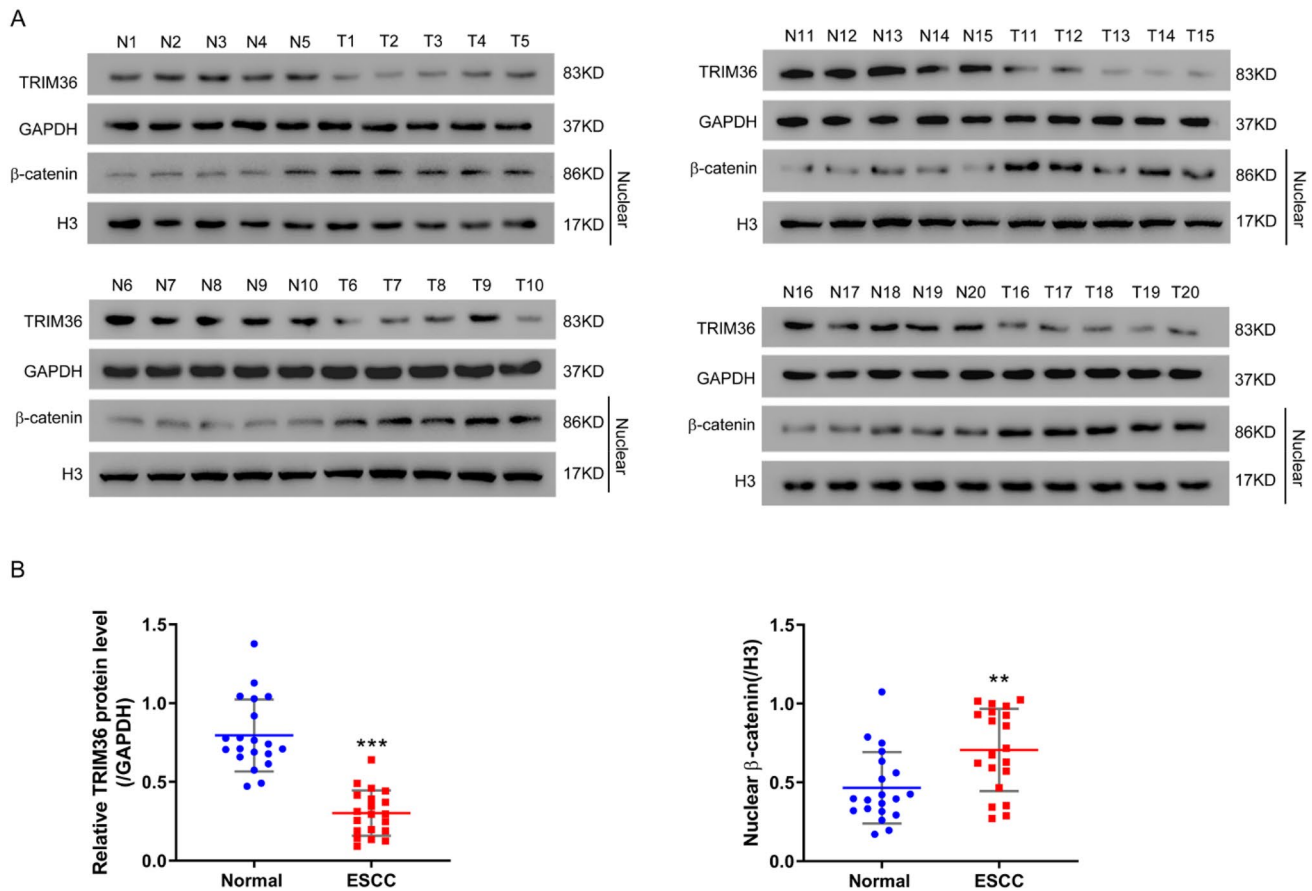 A
N1 N2 N3 N4 N5 T1 T2 T3 T4 T5
TRIM36 83KD
GAPDH 37KD
β-catenin 86KD
H3 17KD
Nuclear
N11 N12 N13 N14 N15 T11 T12 T13 T14 T15
TRIM36 83KD
GAPDH 37KD
β-catenin 86KD
H3 17KD
Nuclear
N6 N7 N8 N9 N10 T6 T7 T8 T9 T10
TRIM36 83KD
GAPDH 37KD
β-catenin 86KD
H3 17KD
Nuclear
N16 N17 N18 N19 N20 T16 T17 T18 T19 T20
TRIM36 83KD
GAPDH 37KD
β-catenin 86KD
H3 17KD
Nuclear
B
Relative TRIM36 protein level
(/GAPDH)
1.5
1.0
0.5
0.0
***
Normal ESCC
Nuclear β-catenin(/H3)
1.5
1.0
0.5
0.0
**
Normal ESCC